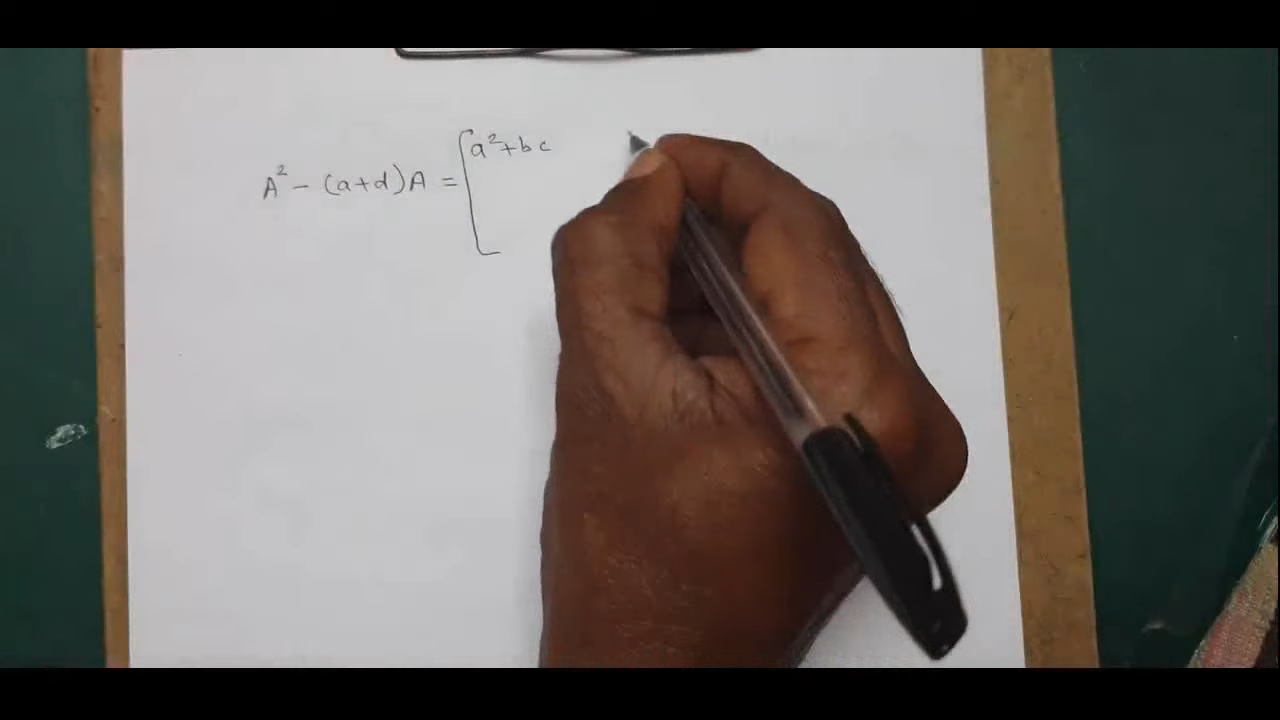 A² - (a+d)A = [a²+bc